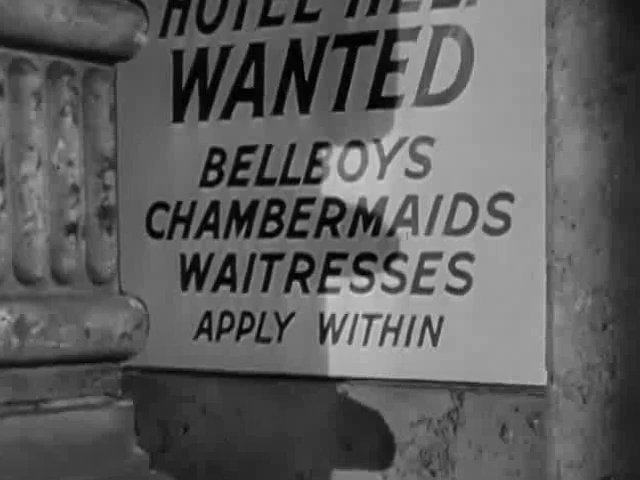 HOTEL HELP
WANTED
BELLBOYS
CHAMBERMAIDS
WAITRESSES
APPLY WITHIN